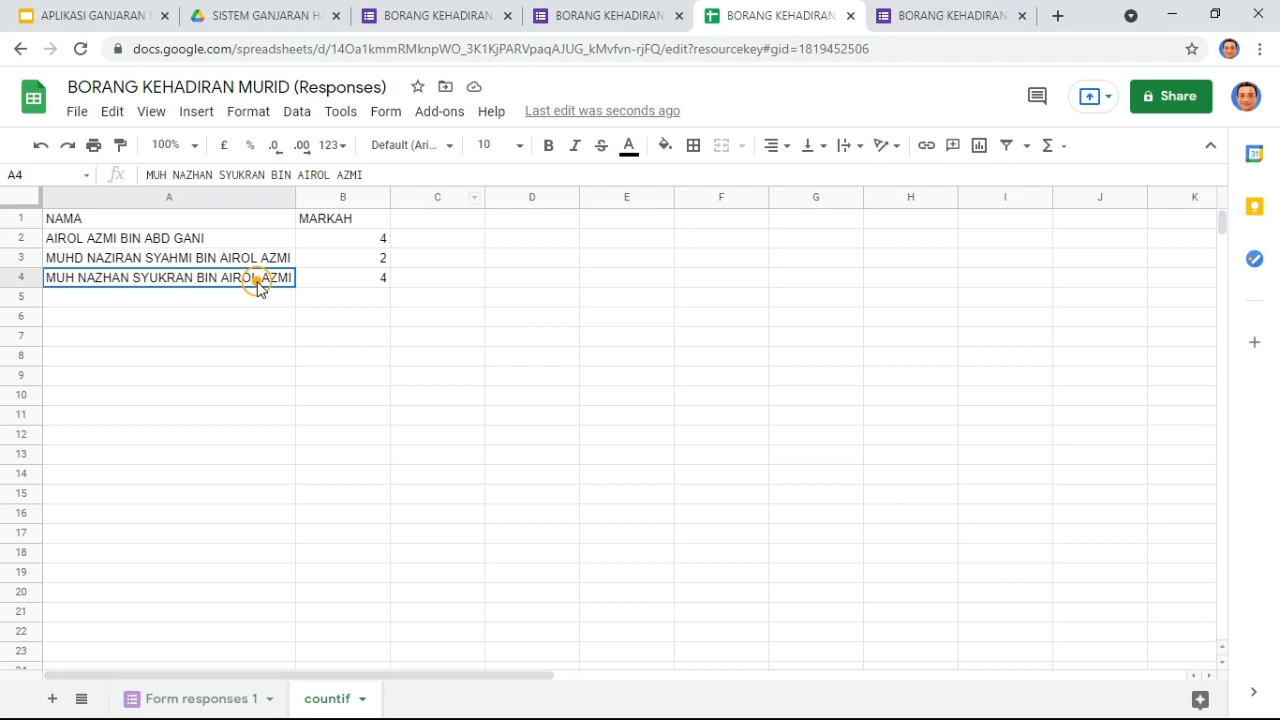 APLIKASI GANJARAN
SISTEM GANJARAN HA
BORANG KEHADIRAN
BORANG KEHADIRAN
BORANG KEHADIRAN
BORANG KEHADIRAN
docs.google.com/spreadsheets/d/14Oa1kmmRMknpWO_3K1KjPARVpaqAJUG_kMvfvn-rjFQ/edit?resourcekey#gid=1819452506
BORANG KEHADIRAN MURID (Responses)
File Edit View Insert Format Data Tools Form Add-ons Help Last edit was seconds ago
Share
100% £ % .0 .00 123 Default (Ari... 10 B I S A Σ
A4 fx MUH NAZHAN SYUKRAN BIN AIROL AZMI
A B C D E F G H I J K
1 NAMA MARKAH
2 AIROL AZMI BIN ABD GANI 4
3 MUHD NAZIRAN SYAHMI BIN AIROL AZMI 2
4 MUH NAZHAN SYUKRAN BIN AIROL AZMI 4
5
6
7
8
9
10
11
12
13
14
15
16
17
18
19
20
21
22
23
Form responses 1 countif